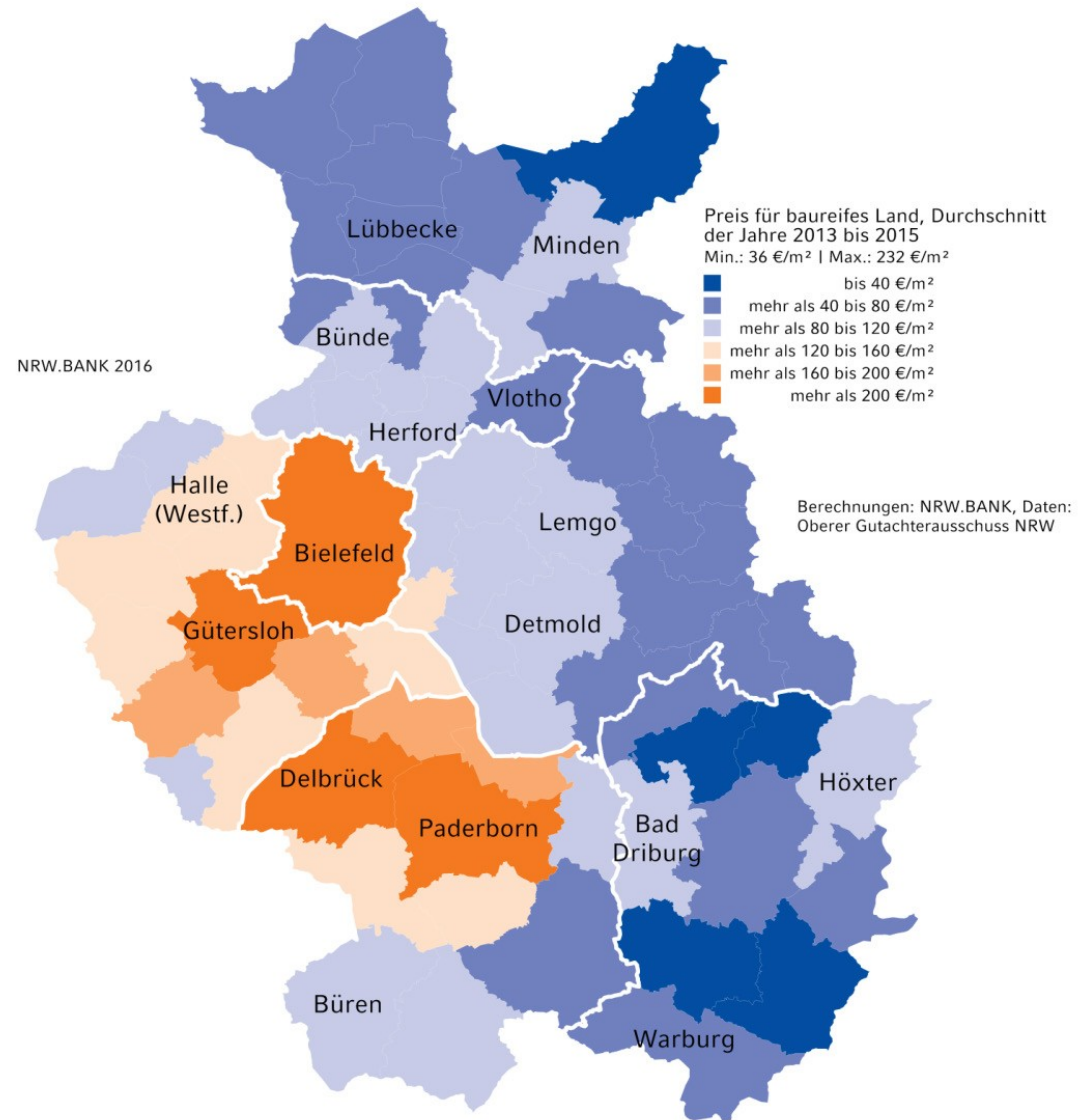 Lübbecke
Minden
Preis für baureifes Land, Durchschnitt
der Jahre 2013 bis 2015
Min.: 36 €/m² | Max.: 232 €/m²
bis 40 €/m²
mehr als 40 bis 80 €/m²
mehr als 80 bis 120 €/m²
mehr als 120 bis 160 €/m²
mehr als 160 bis 200 €/m²
mehr als 200 €/m²
Bünde
NRW.BANK 2016
Vlotho
Herford
Halle
(Westf.)
Lemgo
Berechnungen: NRW.BANK, Daten:
Oberer Gutachterausschuss NRW
Bielefeld
Gütersloh
Detmold
Delbrück
Höxter
Paderborn
Bad
Driburg
Büren
Warburg